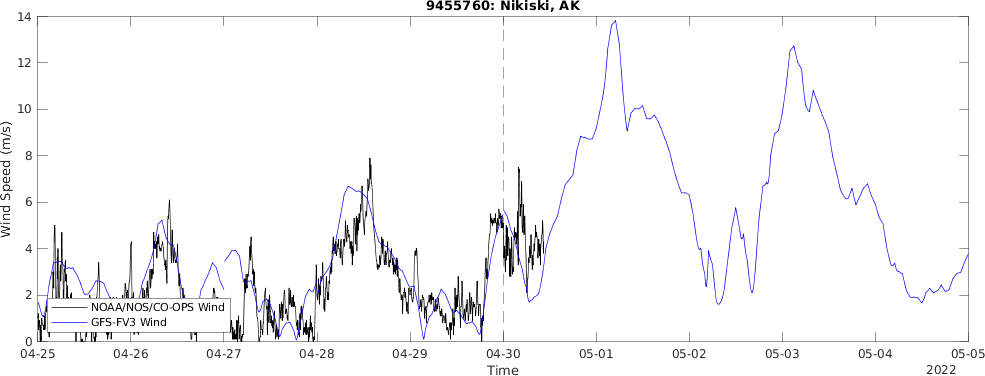 9455760: Nikiski, AK
14
12
10
8
6
4
2
0
Wind Speed (m/s)
NOAA/NOS/CO-OPS Wind
GFS-FV3 Wind
04-25 04-26 04-27 04-28 04-29 04-30 05-01 05-02 05-03 05-04 05-05
Time
2022